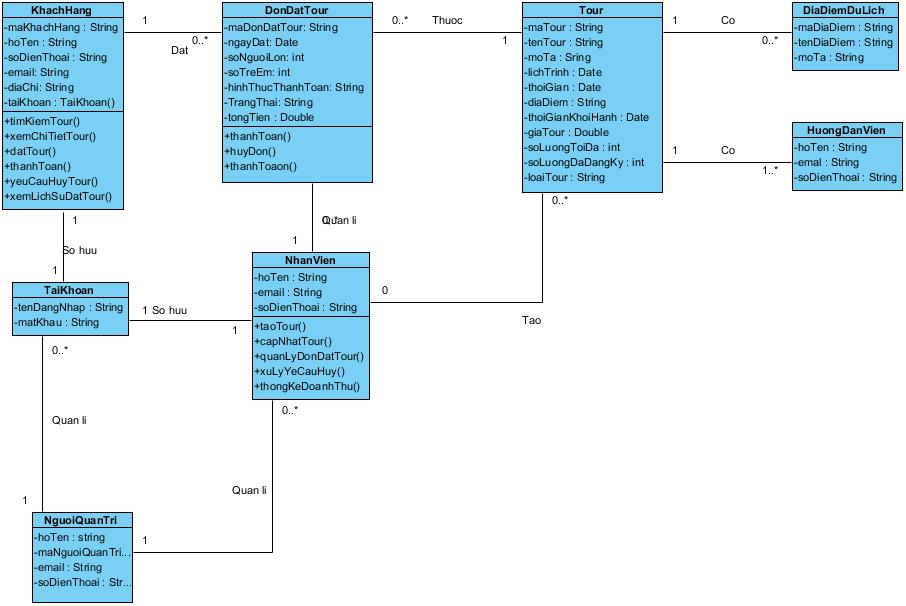 KhachHang
-maKhachHang : String
-hoTen : String
-soDienThoai : String
-email: String
-diaChi: String
-taiKhoan : TaiKhoan()
+timKiemTour()
+xemChiTietTour()
+datTour()
+thanhToan()
+yeuCauHuyTour()
+xemLichSuDatTour()
1
0..*
Dat
DonDatTour
-maDonDatTour: String
-ngayDat: Date
-soNguoiLon: int
-soTreEm: int
-hinhThucThanhToan: String
-TrangThai: String
-tongTien : Double
+thanhToan()
+huyDon()
+thanhToaon()
0..*
Thuoc
1
Tour
-maTour : String
-tenTour : String
-moTa : Sring
-lichTrinh : Date
-thoiGian : Date
-diaDiem : String
-thoiGianKhoiHanh : Date
-giaTour : Double
-soLuongToiDa : int
-soLuongDaDangKy : int
-loaiTour : String
1
Co
0..*
DiaDiemDuLich
-maDiaDiem : String
-tenDiaDiem : String
-moTa : String
1
Co
1..*
HuongDanVien
-hoTen : String
-emal : String
-soDienThoai : String
1
So huu
1
0..*
Quan li
1
0..*
TaiKhoan
-tenDangNhap : String
-matKhau : String
1 So huu
1
NhanVien
-hoTen : String
-email : String
-soDienThoai : String
+taoTour()
+capNhatTour()
+quanLyDonDatTour()
+xuLyYeCauHuy()
+thongKeDoanhThu()
0
Tao
0..*
Quan li
1
0..*
Quan li
1
NguoiQuanTri
-hoTen : string
-maNguoiQuanTri...
-email : String
-soDienThoai : Str...